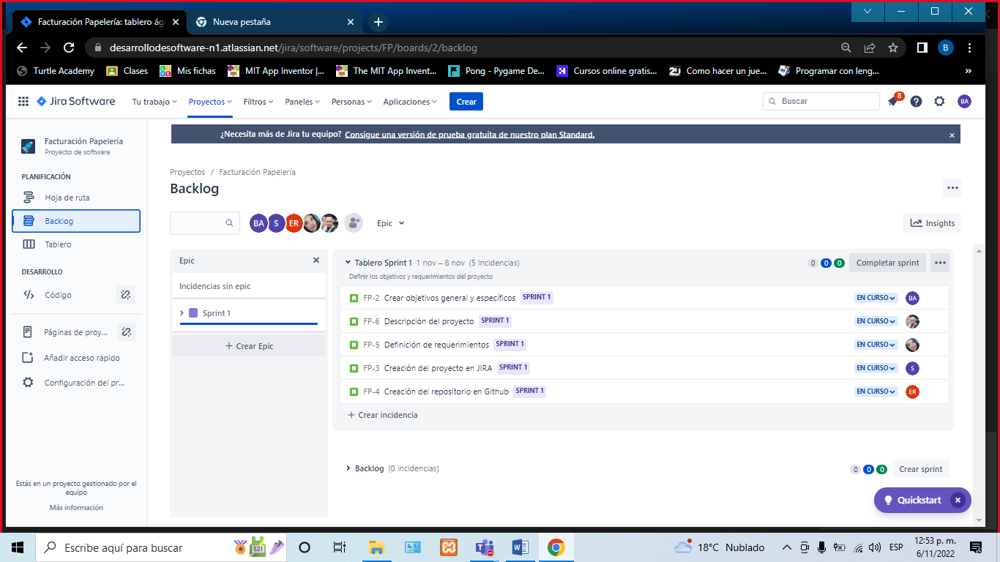 Facturación Papelería: tablero ági
Nueva pestaña
desarrollodesoftware-n1.atlassian.net/jira/software/projects/FP/boards/2/backlog
B
Turtle Academy
Clases
Mis fichas
MIT App Inventor |...
The MIT App Invent...
Pong - Pygame De...
Cursos online gratis...
Como hacer un jue...
Programar con leng...
»
Jira Software
Tu trabajo
Proyectos
Filtros
Paneles
Personas
Aplicaciones
Crear
Buscar
8
BA
Facturación Papelería
Proyecto de software
¿Necesita más de Jira tu equipo? Consigue una versión de prueba gratuita de nuestro plan Standard.
PLANIFICACIÓN
Hoja de ruta
Backlog
Tablero
DESARROLLO
Código
Páginas de proy...
Añadir acceso rápido
Configuración del pr...
Estás en un proyecto gestionado por el
equipo
Más información
Proyectos / Facturación Papelería
Backlog
BA S ER
Epic
Insights
Epic
Incidencias sin epic
Sprint 1
+ Crear Epic
Tablero Sprint 1 1 nov – 8 nov (5 incidencias)
0 0 0 Completar sprint
Definir los objetivos y requerimientos del proyecto
FP-2 Crear objetivos general y específicos SPRINT 1 EN CURSO BA
FP-6 Descripción del proyecto SPRINT 1 EN CURSO
FP-5 Definición de requerimientos SPRINT 1 EN CURSO
FP-3 Creación del proyecto en JIRA SPRINT 1 EN CURSO S
FP-4 Creación del repositorio en Github SPRINT 1 EN CURSO ER
+ Crear incidencia
Backlog (0 incidencias) 0 0 0 Crear sprint
Quickstart
Escribe aquí para buscar
521
18°C Nublado
ESP
12:53 p. m.
6/11/2022